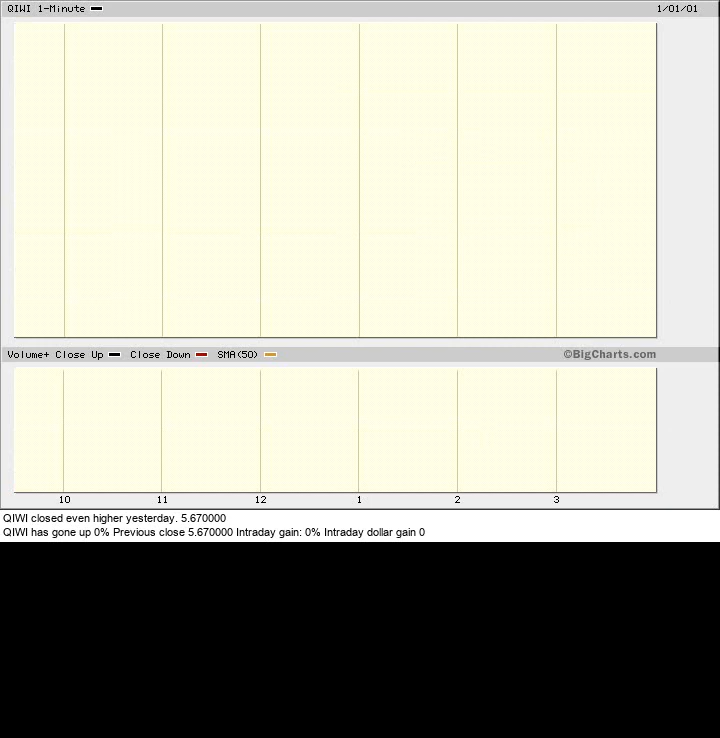 QIWI 1-Minute 1/01/01
Volume+ Close Up Close Down SMA(50) ©BigCharts.com
10 11 12 1 2 3
QIWI closed even higher yesterday. 5.670000
QIWI has gone up 0% Previous close 5.670000 Intraday gain: 0% Intraday dollar gain 0